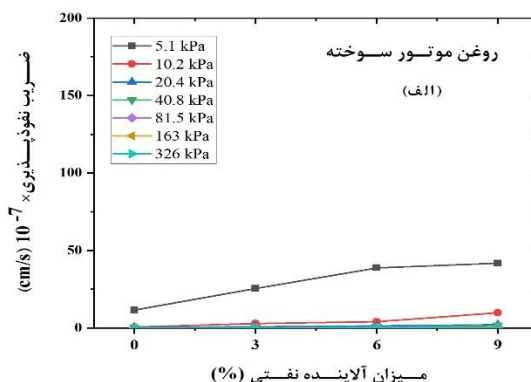 روغن موتور سوخته
(الف)
5.1 kPa
10.2 kPa
20.4 kPa
40.8 kPa
81.5 kPa
163 kPa
326 kPa
ضریب نفوذپذیری× 10⁻⁷ (cm/s)
200
150
100
50
0
0 3 6 9
میزان آلاینده نفتی (%)